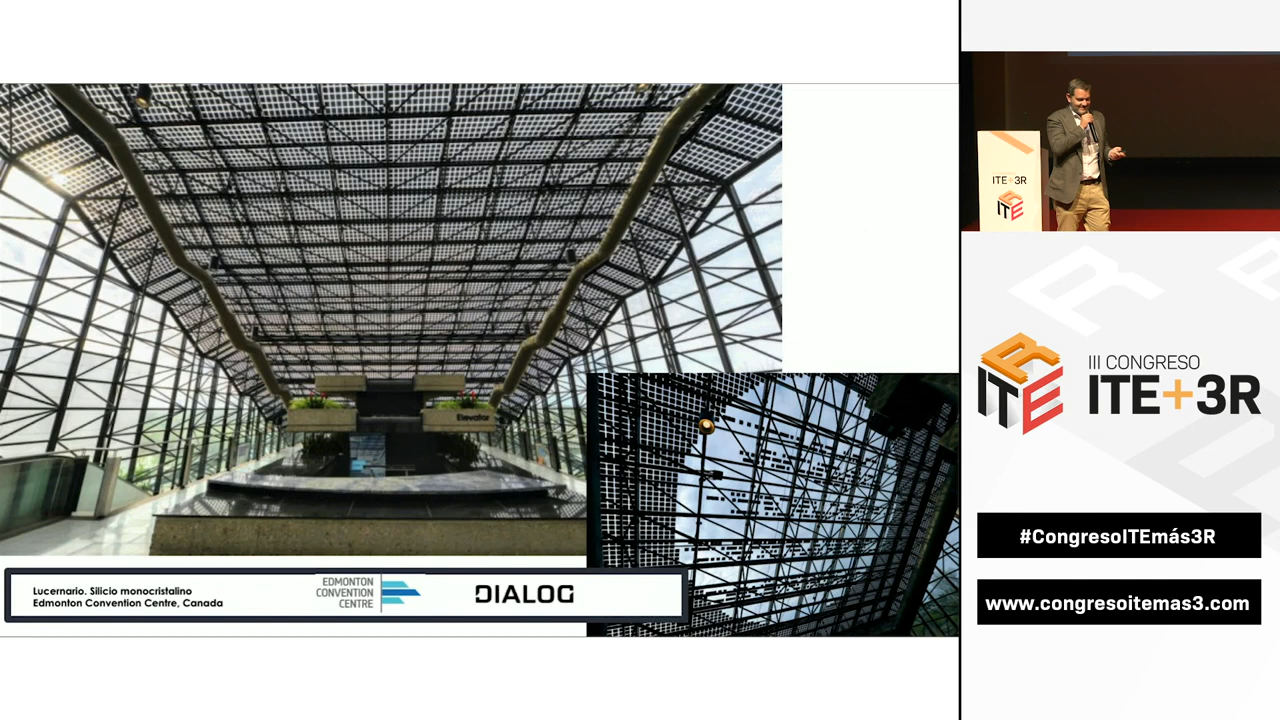 Elevator
Lucernario. Silicio monocristalino
Edmonton Convention Centre, Canada
EDMONTON
CONVENTION
CENTRE
DIALOG
ITE+3R
ITE
R
ITE
III CONGRESO
ITE+3R
#CongresoITEmás3R
www.congresoitemas3.com